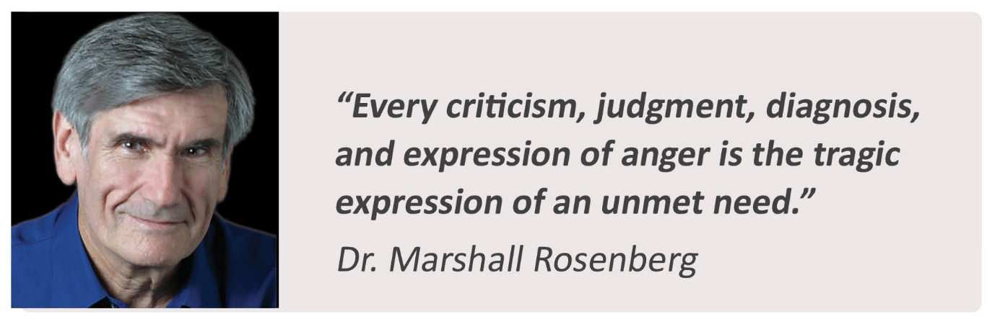 “Every criticism, judgment, diagnosis,
and expression of anger is the tragic
expression of an unmet need.”
Dr. Marshall Rosenberg